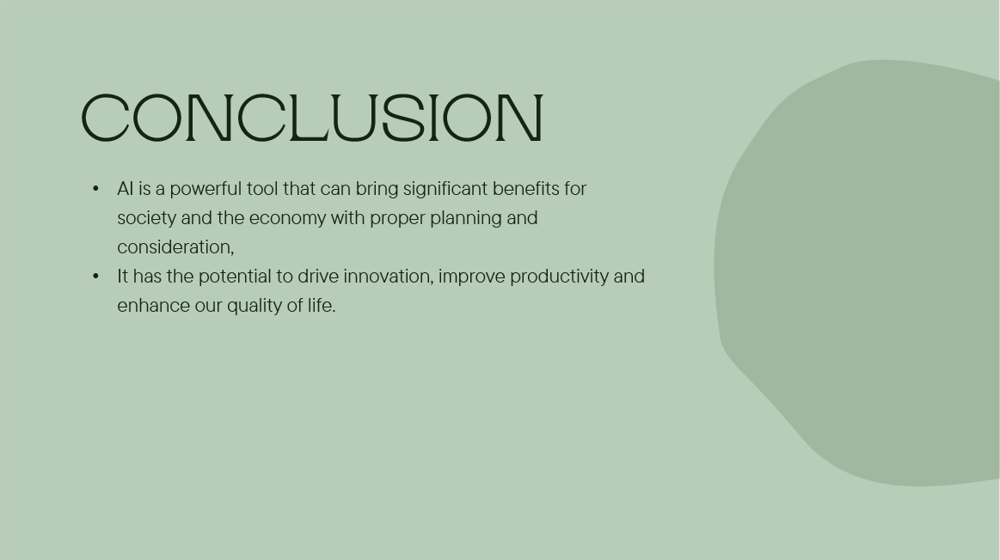 CONCLUSION
• AI is a powerful tool that can bring significant benefits for
society and the economy with proper planning and
consideration,
• It has the potential to drive innovation, improve productivity and
enhance our quality of life.